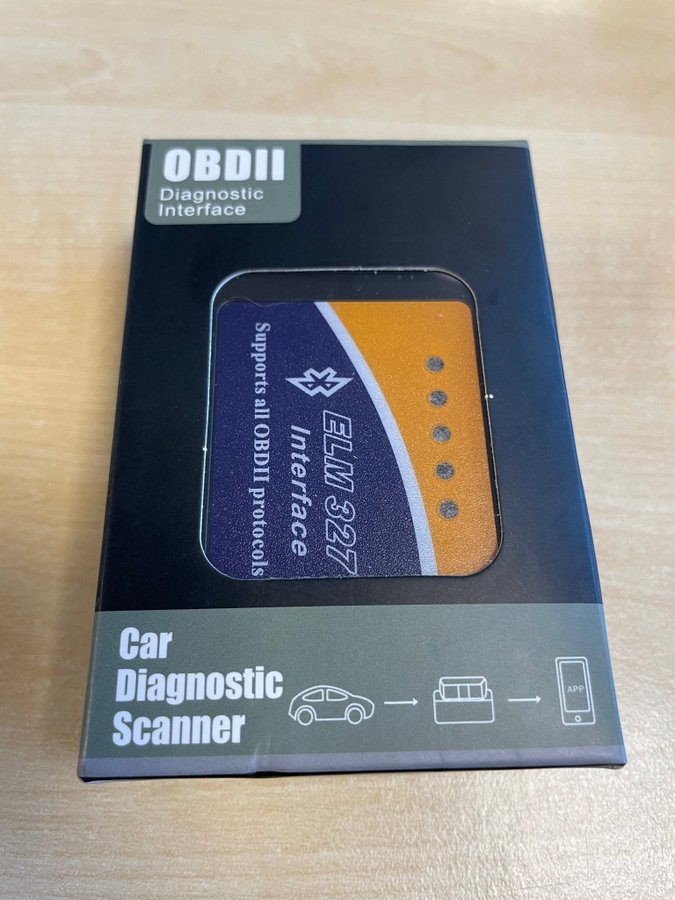 OBDII
Diagnostic
Interface
ELM 327
Interface
Supports all OBDII protocols
Car
Diagnostic
Scanner
APP